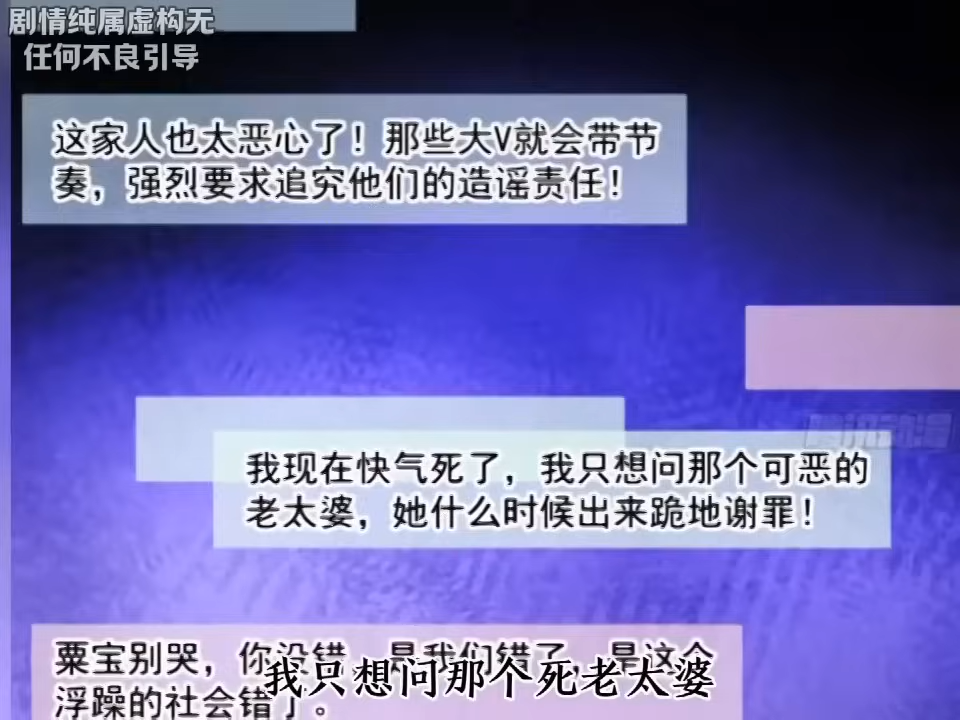 剧情纯属虚构无
任何不良引导
这家人也太恶心了！那些大V就会带节
奏，强烈要求追究他们的造谣责任！
腾讯动漫
我现在快气死了，我只想问那个可恶的
老太婆，她什么时候出来跪地谢罪！
粟宝别哭，你没错，是我们错了，是这个
浮躁的社会错了。
我只想问那个死老太婆